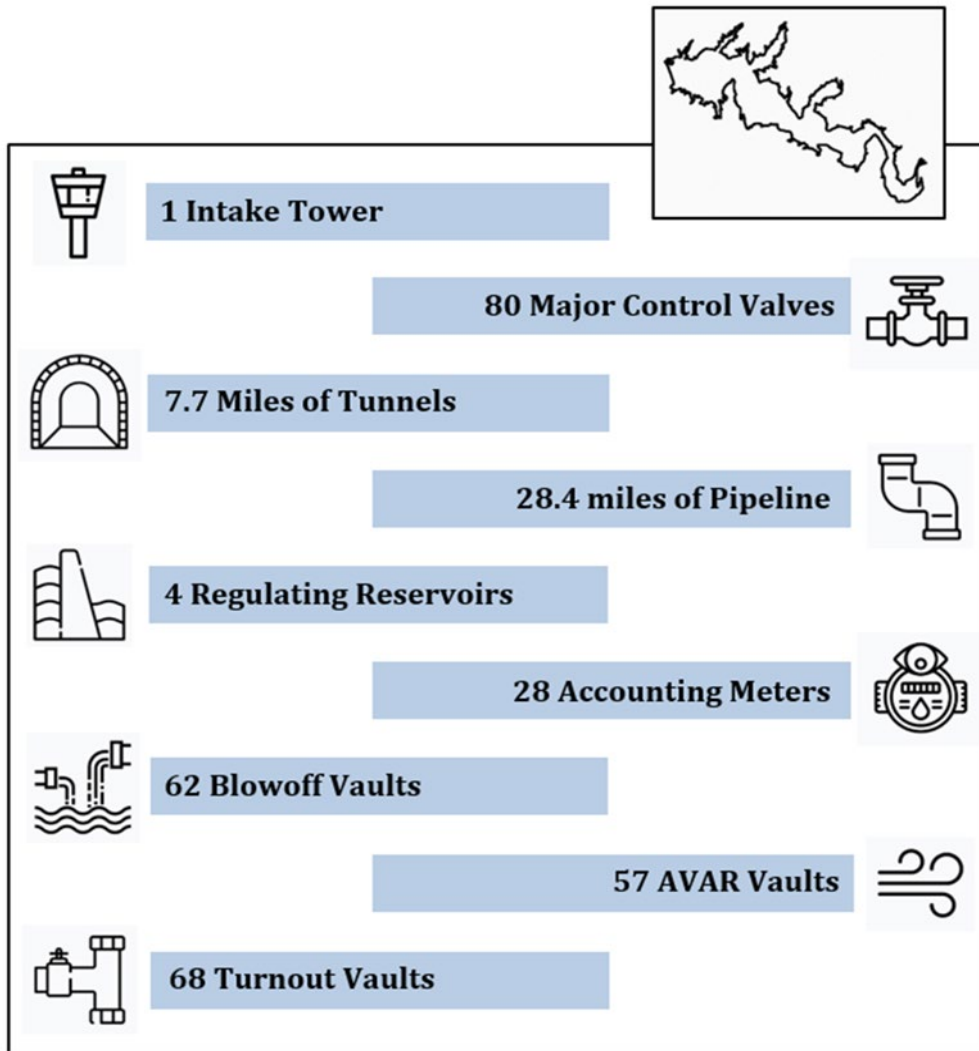 1 Intake Tower
80 Major Control Valves
7.7 Miles of Tunnels
28.4 miles of Pipeline
4 Regulating Reservoirs
28 Accounting Meters
62 Blowoff Vaults
57 AVAR Vaults
68 Turnout Vaults